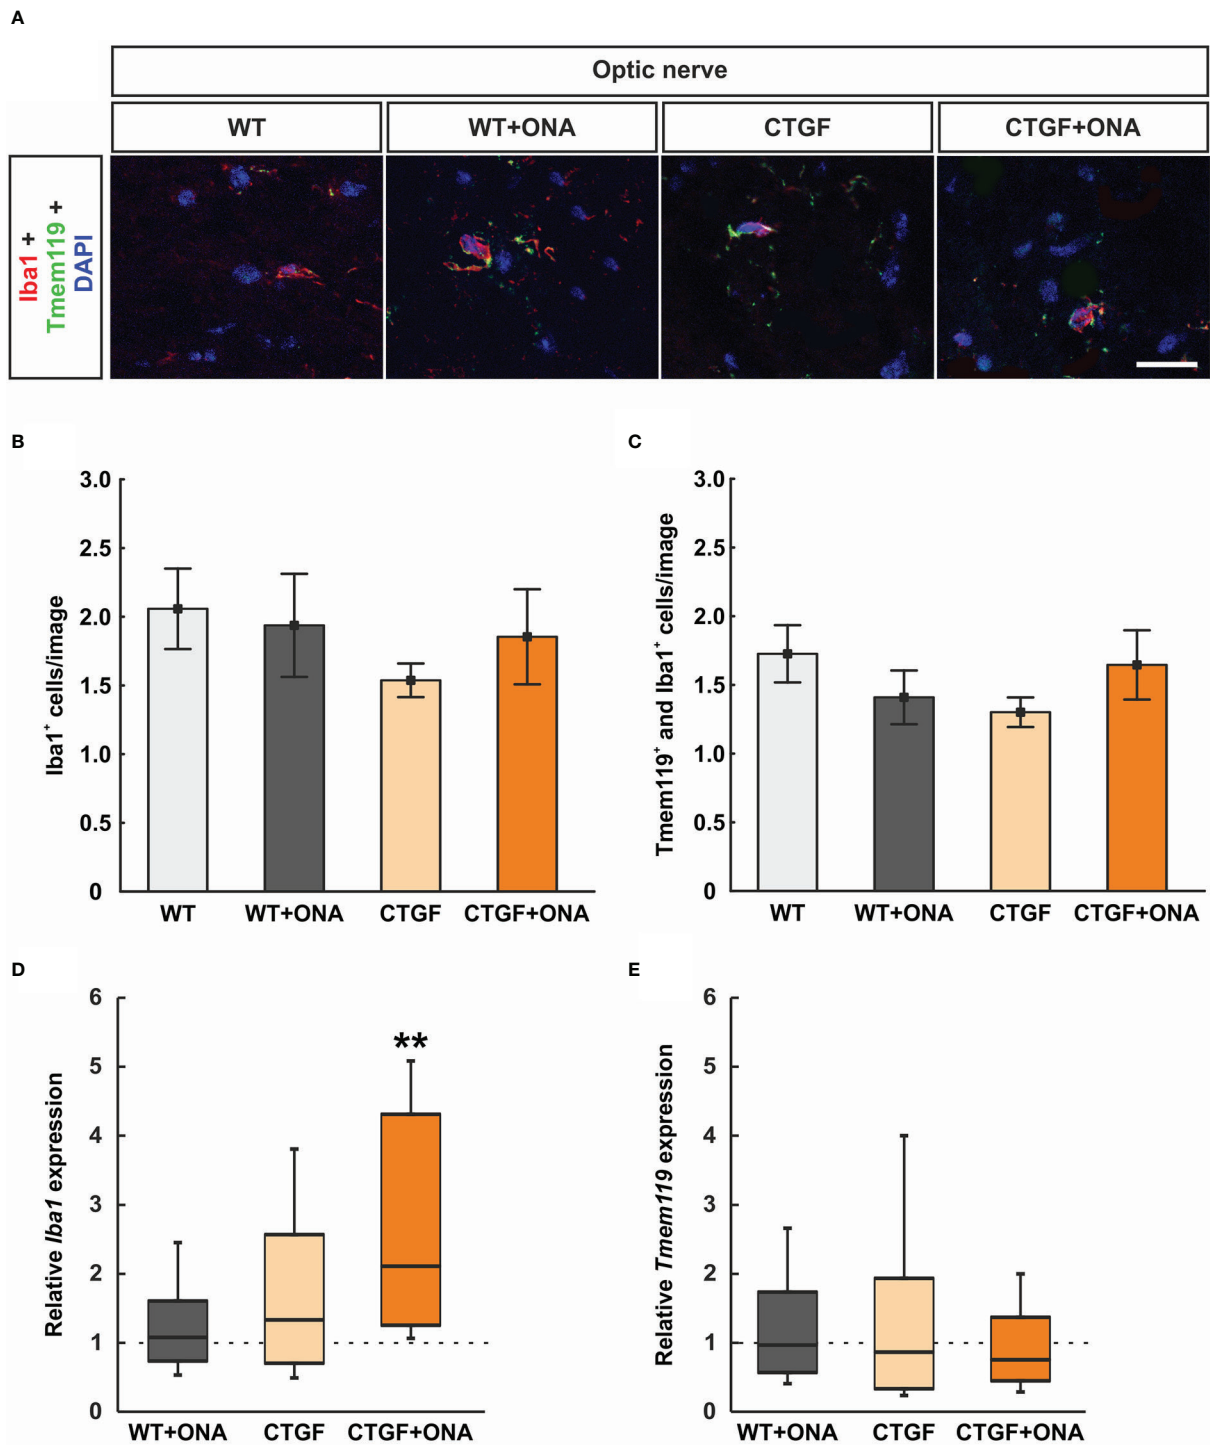 A
Optic nerve
WT
WT+ONA
CTGF
CTGF+ONA
Iba1 +
Tmem119 +
DAPI
B
Iba1⁺ cells/image
3.0
2.5
2.0
1.5
1.0
0.5
0
WT
WT+ONA
CTGF
CTGF+ONA
C
Tmem119⁺ and Iba1⁺ cells/image
3.0
2.5
2.0
1.5
1.0
0.5
0
WT
WT+ONA
CTGF
CTGF+ONA
D
Relative Iba1 expression
6
5
4
3
2
1
0
**
WT+ONA
CTGF
CTGF+ONA
E
Relative Tmem119 expression
6
5
4
3
2
1
0
WT+ONA
CTGF
CTGF+ONA